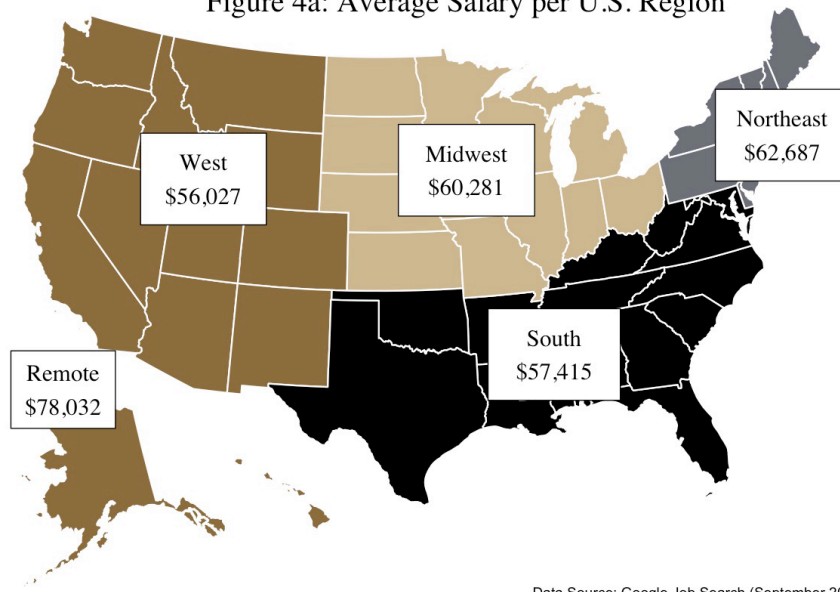 Figure 4a: Average Salary per U.S. Region
Northeast
$62,687
West
$56,027
Midwest
$60,281
South
$57,415
Remote
$78,032
Data Source: Google Job Search (September